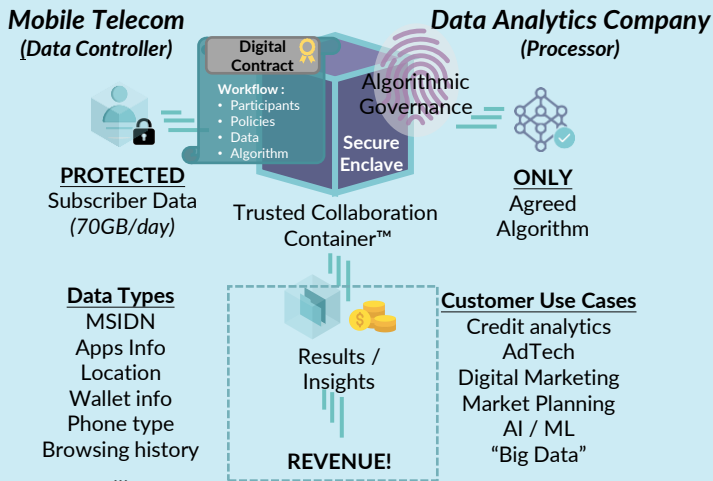 Mobile Telecom
(Data Controller)
Data Analytics Company
(Processor)
Digital
Contract
Workflow :
• Participants
• Policies
• Data
• Algorithm
Algorithmic
Governance
Secure
Enclave
PROTECTED
Subscriber Data
(70GB/day)
Trusted Collaboration
Container™
ONLY
Agreed
Algorithm
Data Types
MSIDN
Apps Info
Location
Wallet info
Phone type
Browsing history
...
Results /
Insights
REVENUE!
Customer Use Cases
Credit analytics
AdTech
Digital Marketing
Market Planning
AI / ML
“Big Data”